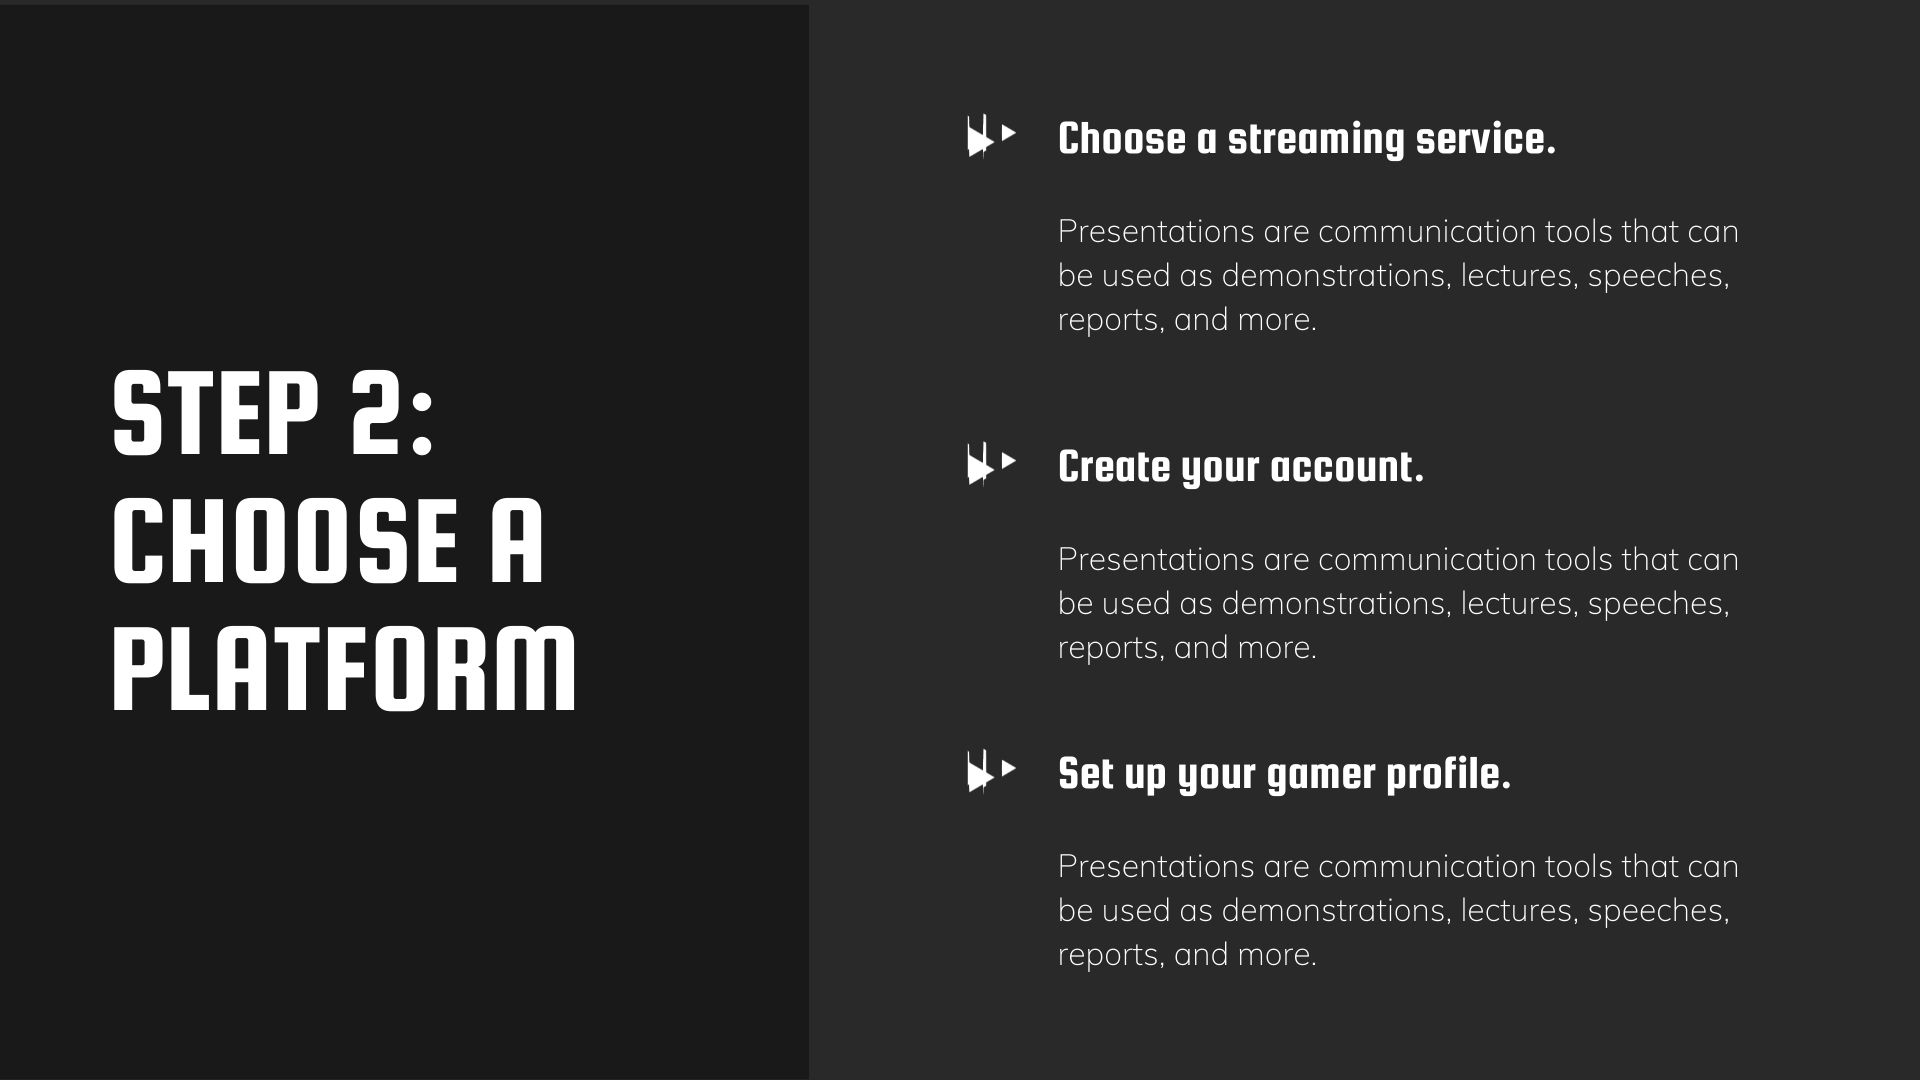 STEP 2:
CHOOSE A
PLATFORM
Choose a streaming service.
Presentations are communication tools that can
be used as demonstrations, lectures, speeches,
reports, and more.
Create your account.
Presentations are communication tools that can
be used as demonstrations, lectures, speeches,
reports, and more.
Set up your gamer profile.
Presentations are communication tools that can
be used as demonstrations, lectures, speeches,
reports, and more.